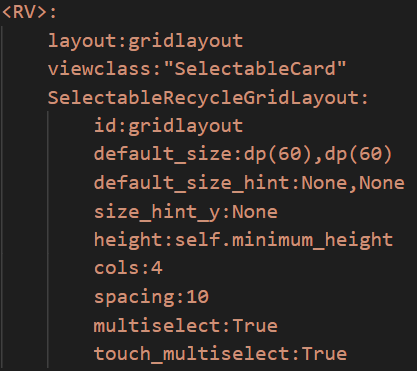 <RV>:
    layout:gridlayout
    viewclass:"SelectableCard"
    SelectableRecycleGridLayout:
        id:gridlayout
        default_size:dp(60),dp(60)
        default_size_hint:None,None
        size_hint_y:None
        height:self.minimum_height
        cols:4
        spacing:10
        multiselect:True
        touch_multiselect:True